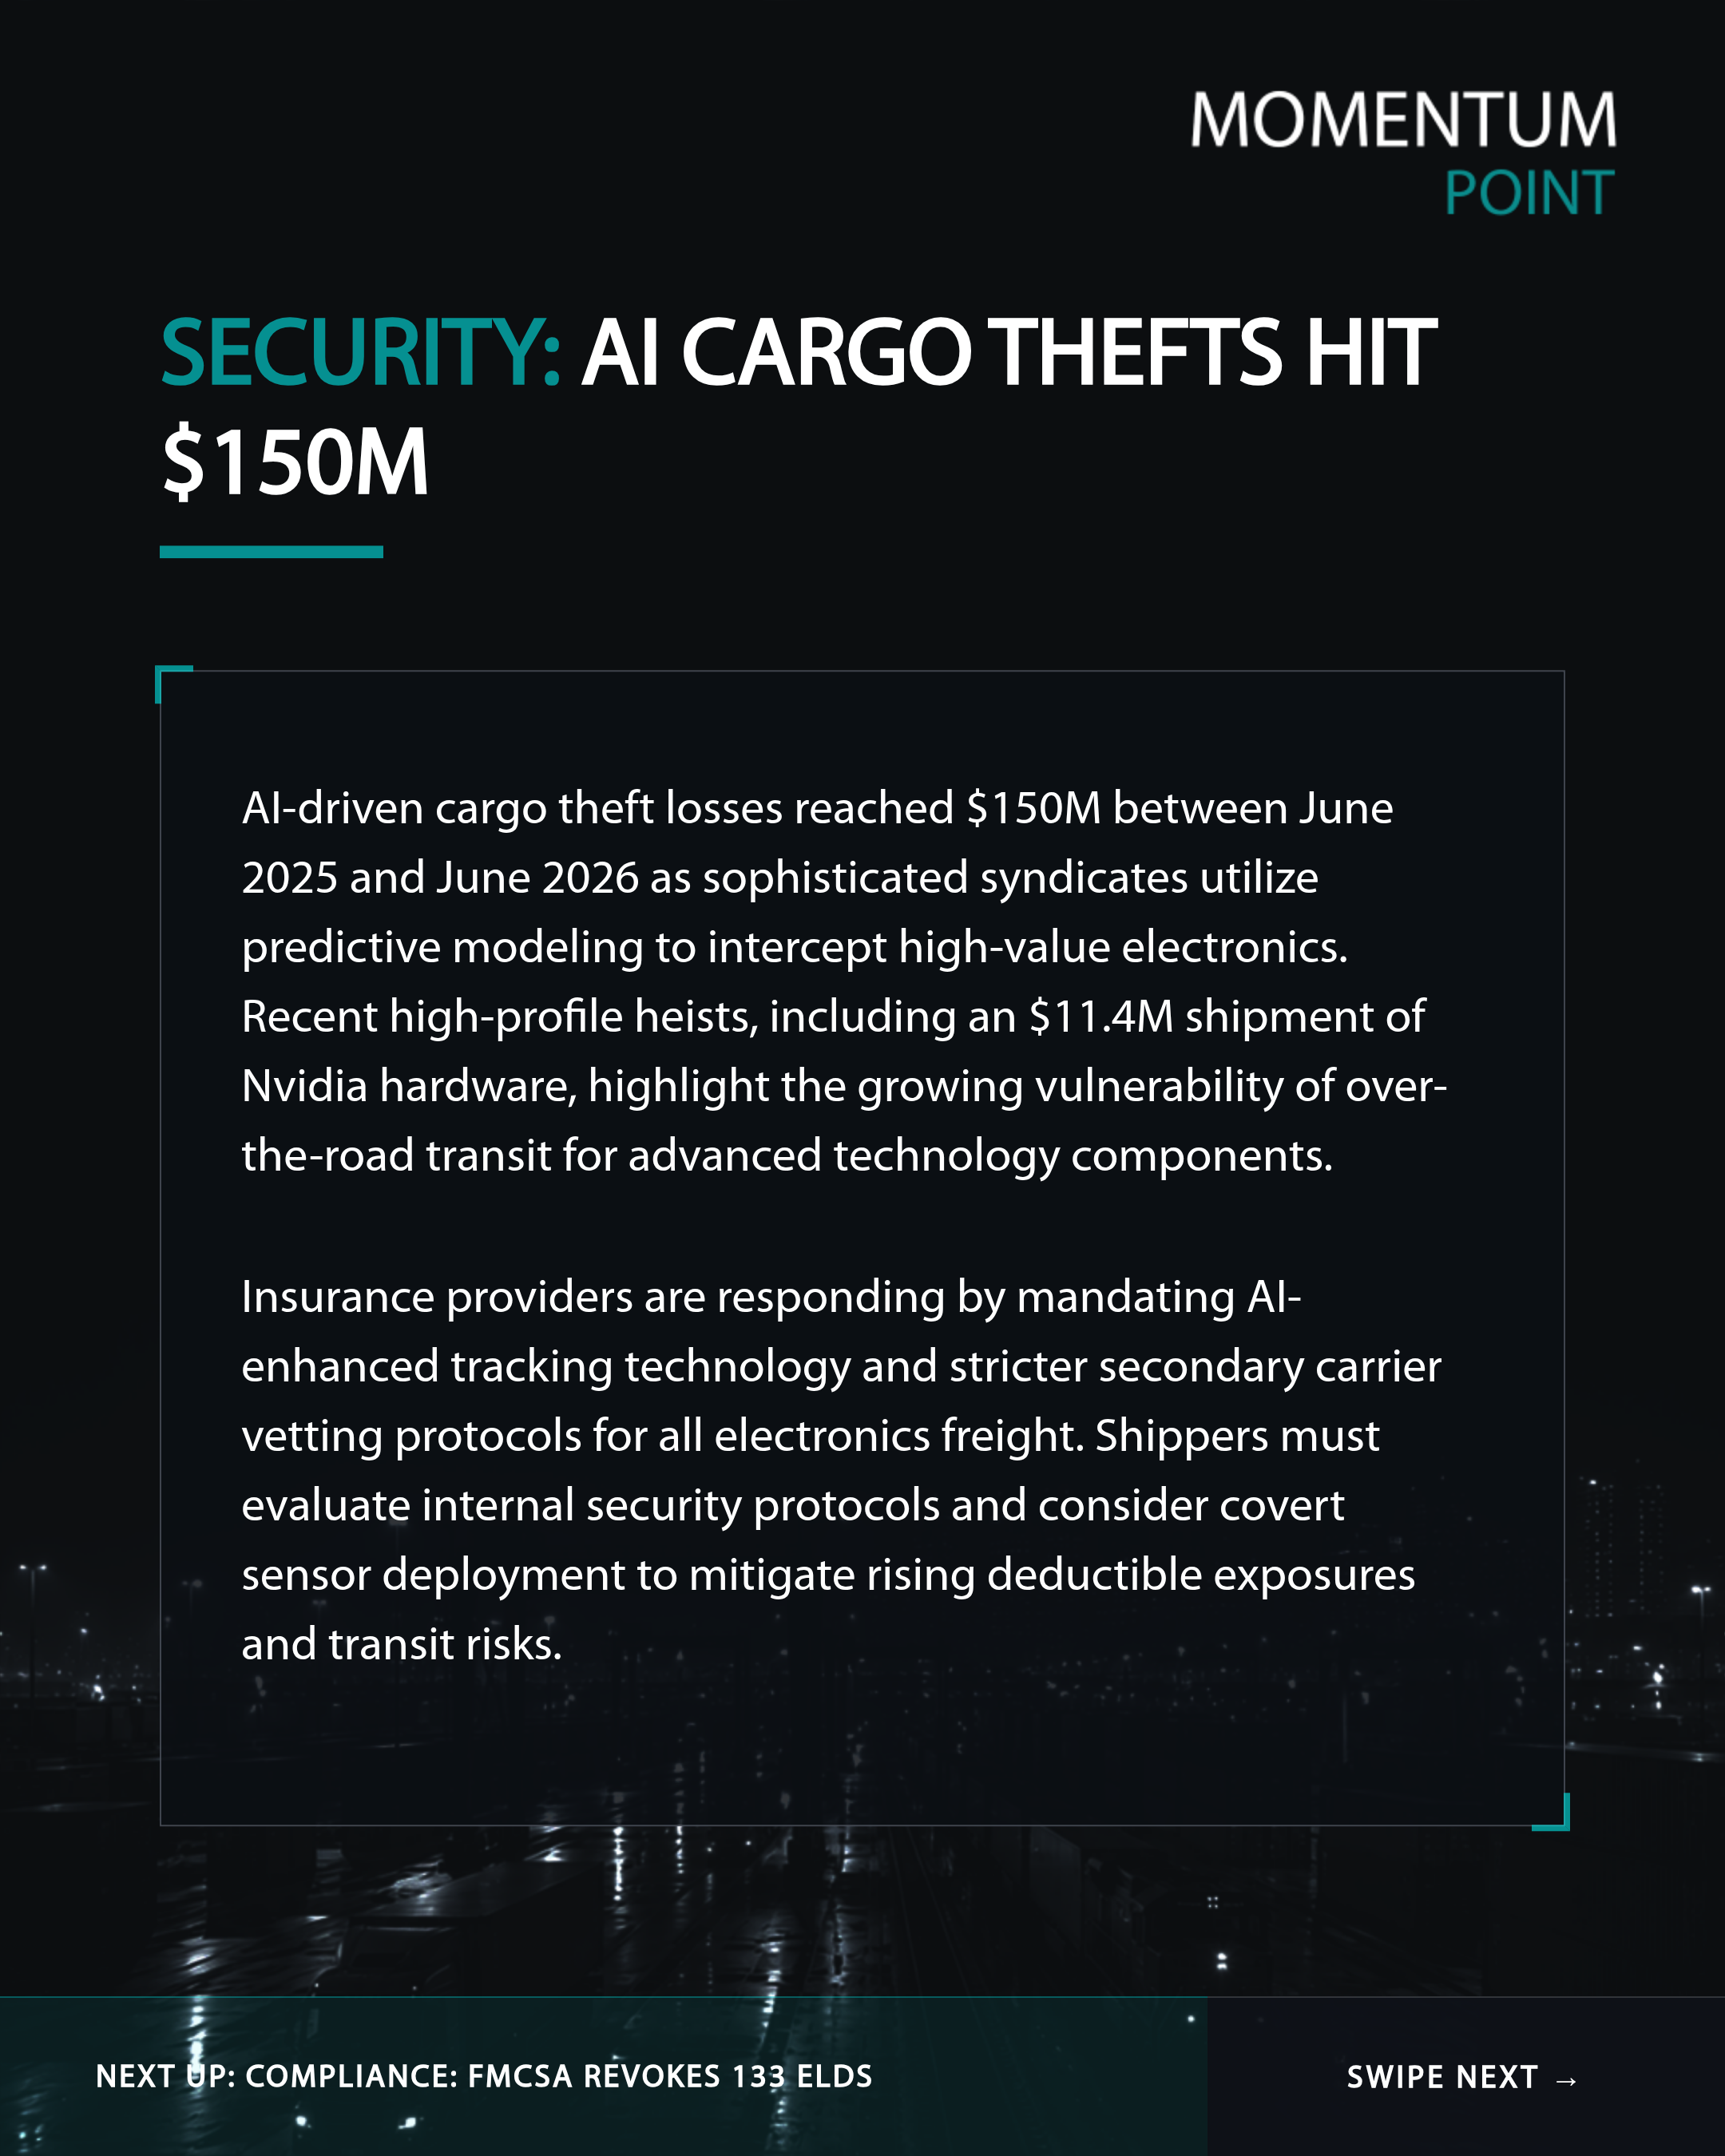 MOMENTUM
POINT
SECURITY: AI CARGO THEFTS HIT
$150M
AI-driven cargo theft losses reached $150M between June
2025 and June 2026 as sophisticated syndicates utilize
predictive modeling to intercept high-value electronics.
Recent high-profile heists, including an $11.4M shipment of
Nvidia hardware, highlight the growing vulnerability of over-
the-road transit for advanced technology components.
Insurance providers are responding by mandating AI-
enhanced tracking technology and stricter secondary carrier
vetting protocols for all electronics freight. Shippers must
evaluate internal security protocols and consider covert
sensor deployment to mitigate rising deductible exposures
and transit risks.
NEXT UP: COMPLIANCE: FMCSA REVOKES 133 ELDS
SWIPE NEXT →